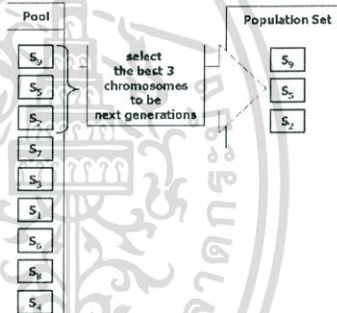 Pool
Population Set
S9
S5
S7
S7
S3
S1
S6
S8
S4
select
the best 3
chromosomes
to be
next generations
S9
S5
S2